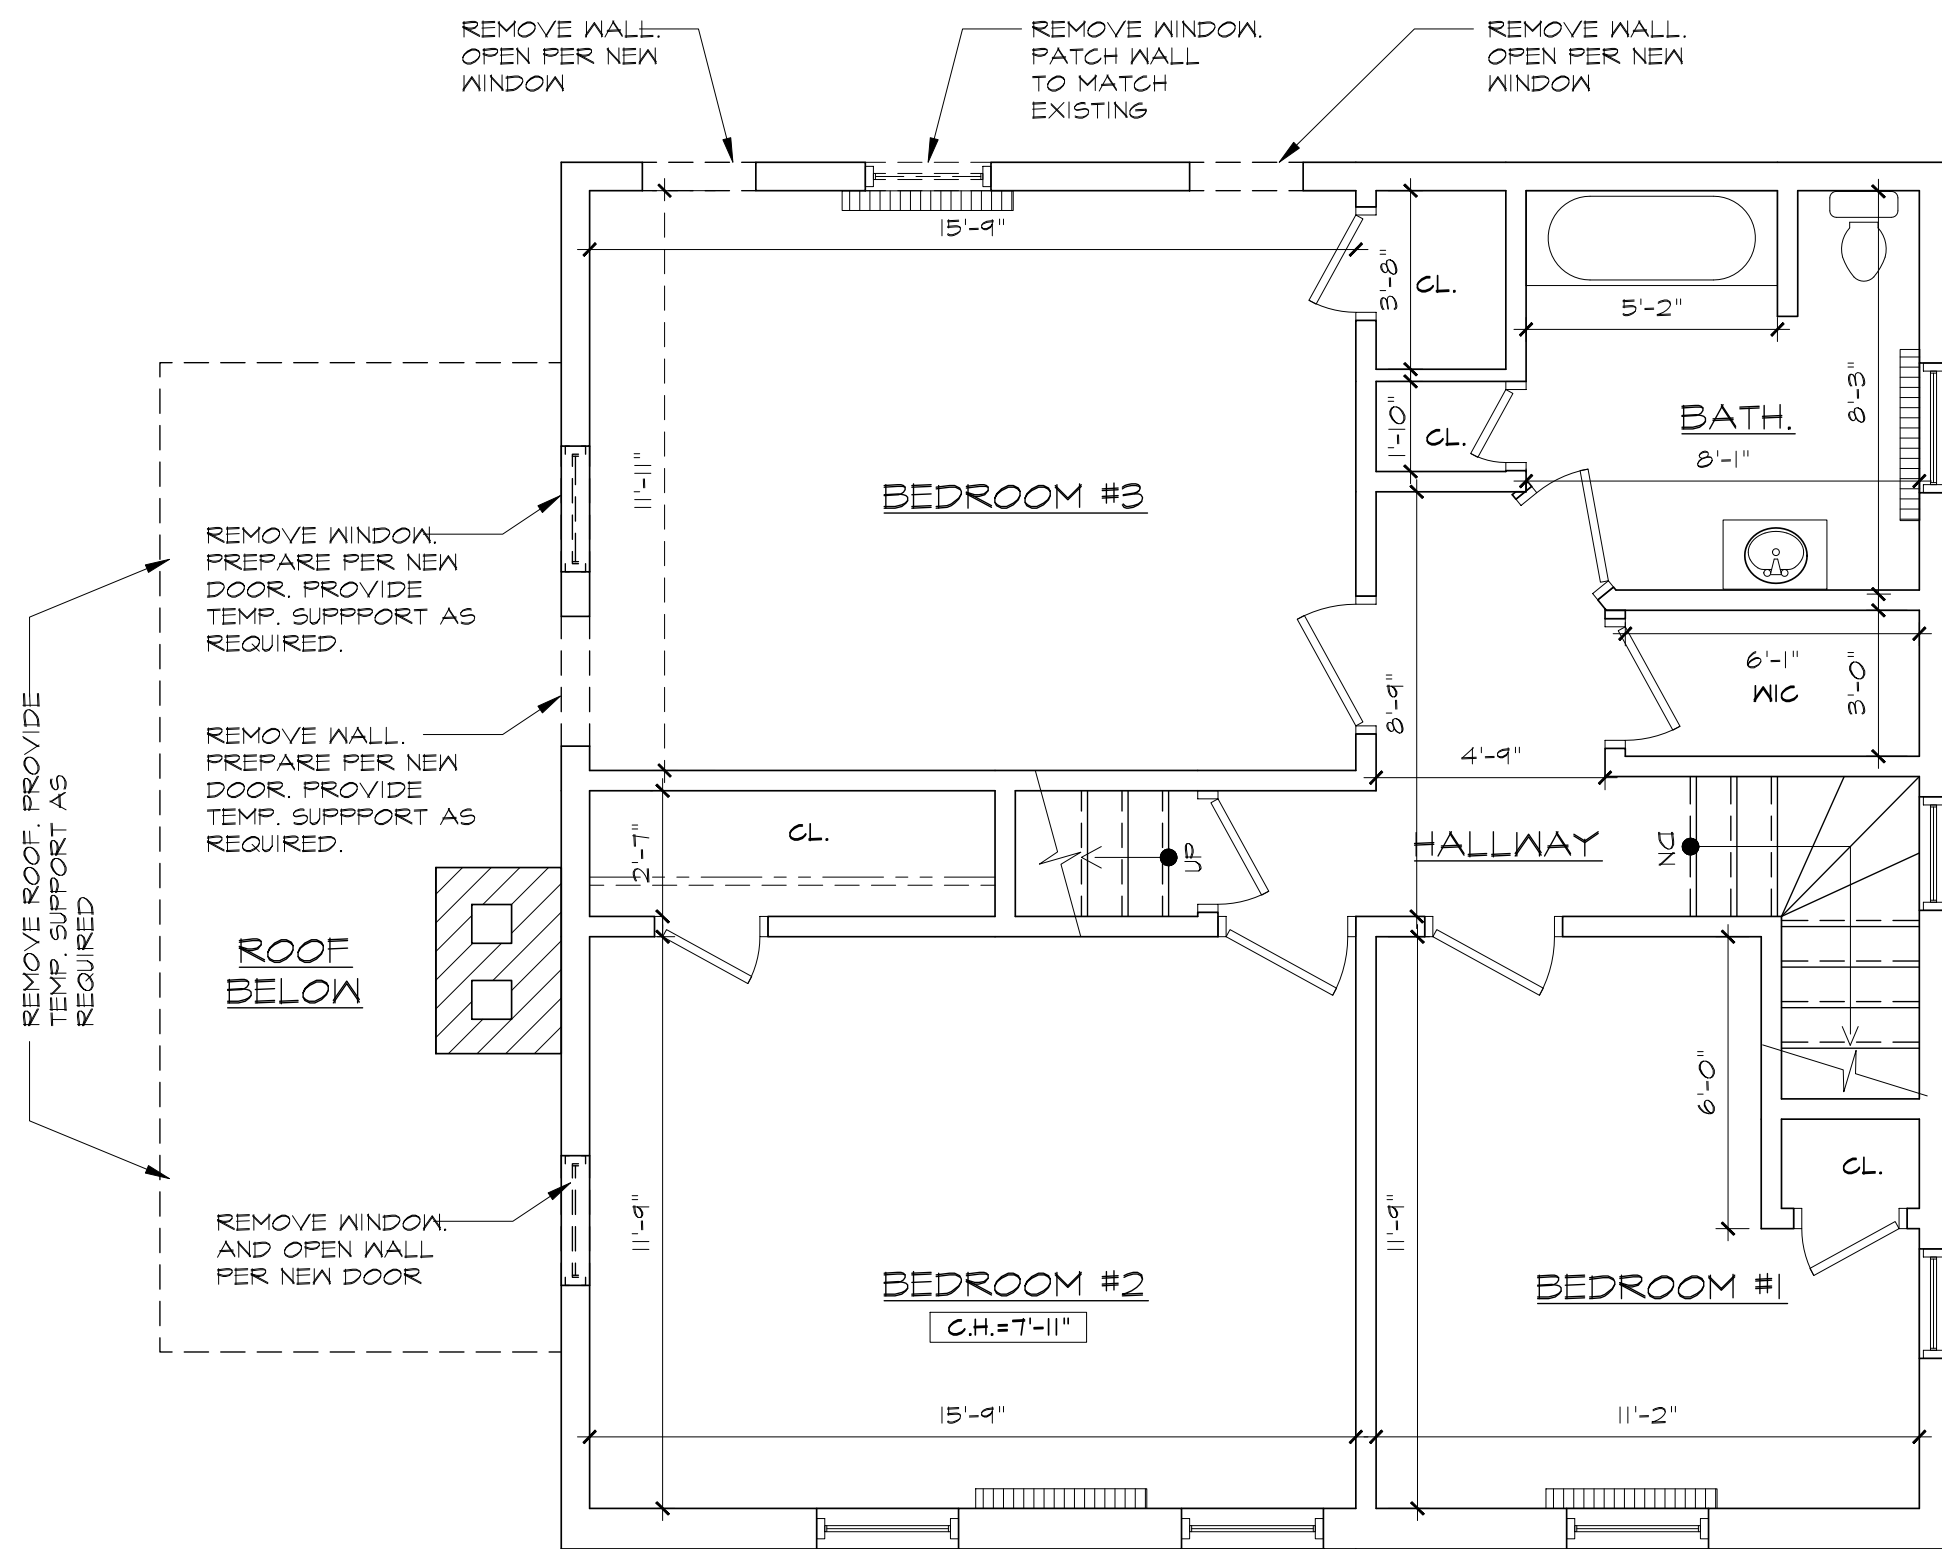 REMOVE WALL.
OPEN PER NEW
WINDOW
REMOVE WINDOW.
PATCH WALL
TO MATCH
EXISTING
REMOVE WALL.
OPEN PER NEW
WINDOW
15'-9"
3'-8"
CL.
5'-2"
11'-11"
BEDROOM #3
1'-10"
CL.
BATH.
8'-1"
8'-3"
REMOVE WINDOW.
PREPARE PER NEW
DOOR. PROVIDE
TEMP. SUPPPORT AS
REQUIRED.
REMOVE ROOF. PROVIDE
TEMP. SUPPORT AS
REQUIRED
REMOVE WALL.
PREPARE PER NEW
DOOR. PROVIDE
TEMP. SUPPPORT AS
REQUIRED.
8'-9"
4'-9"
6'-1"
WIC
3'-0"
2'-7"
CL.
UP
HALLWAY
DN
ROOF
BELOW
6'-0"
CL.
REMOVE WINDOW.
AND OPEN WALL
PER NEW DOOR
11'-9"
BEDROOM #2
C.H.=7'-11"
11'-9"
BEDROOM #1
15'-9"
11'-2"